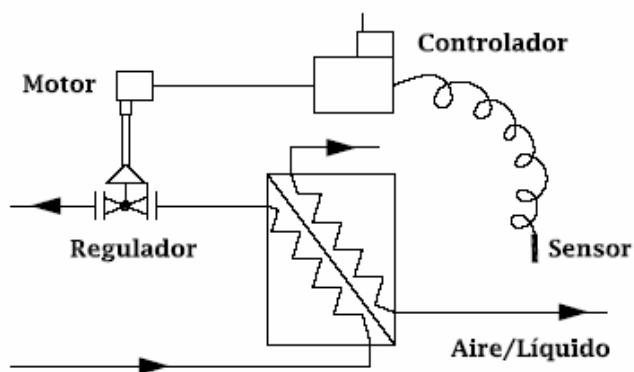 Controlador
Motor
Regulador
Sensor
Aire/Líquido